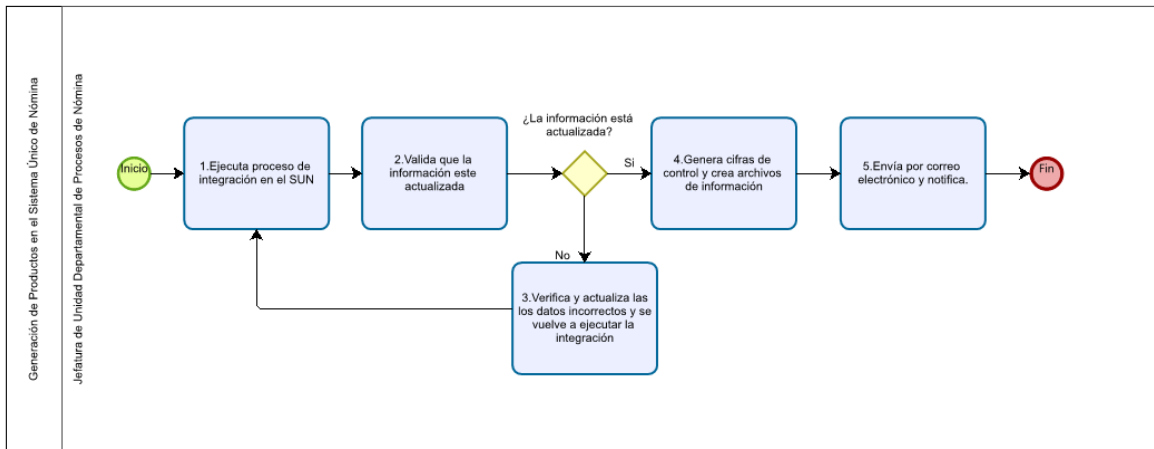 Generación de Productos en el Sistema Único de Nómina
Jefatura de Unidad Departamental de Procesos de Nómina
Inicio
1.Ejecuta proceso de
integración en el SUN
2.Valida que la
información este
actualizada
¿La información está
actualizada?
Si
No
3.Verifica y actualiza las
los datos incorrectos y se
vuelve a ejecutar la
integración
4.Genera cifras de
control y crea archivos
de información
5.Envía por correo
electrónico y notifica.
Fin